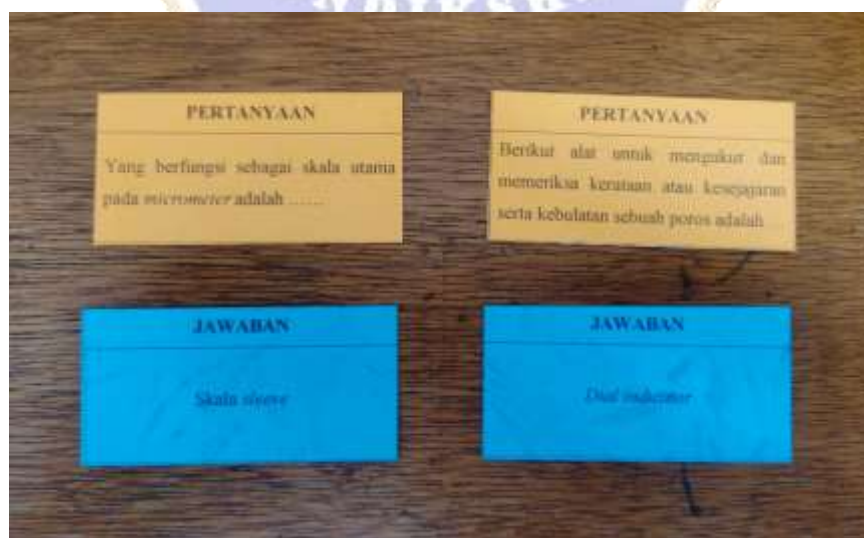 PERTANYAAN
Yang berfungsi sebagai skala utama
pada micrometer adalah ......
PERTANYAAN
Berikut alat untuk mengukur dan
memeriksa kerataan atau kesejajaran
serta kebulatan sebuah poros adalah
JAWABAN
Skala sleeve
JAWABAN
Dial indicator